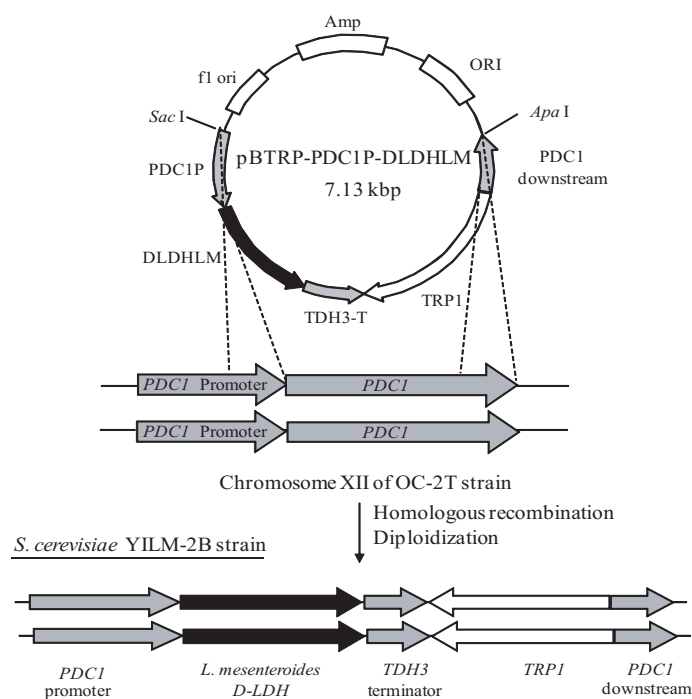 Amp
f1 ori
ORI
Sac I
Apa I
PDC1P
pBTRP-PDC1P-DLDHLM
7.13 kbp
PDC1
downstream
DLDHLM
TDH3-T
TRP1
PDC1 Promoter
PDC1
PDC1 Promoter
PDC1
Chromosome XII of OC-2T strain
Homologous recombination
Diploidization
S. cerevisiae YILM-2B strain
PDC1
promoter
L. mesenteroides
D-LDH
TDH3
terminator
TRP1
PDC1
downstream